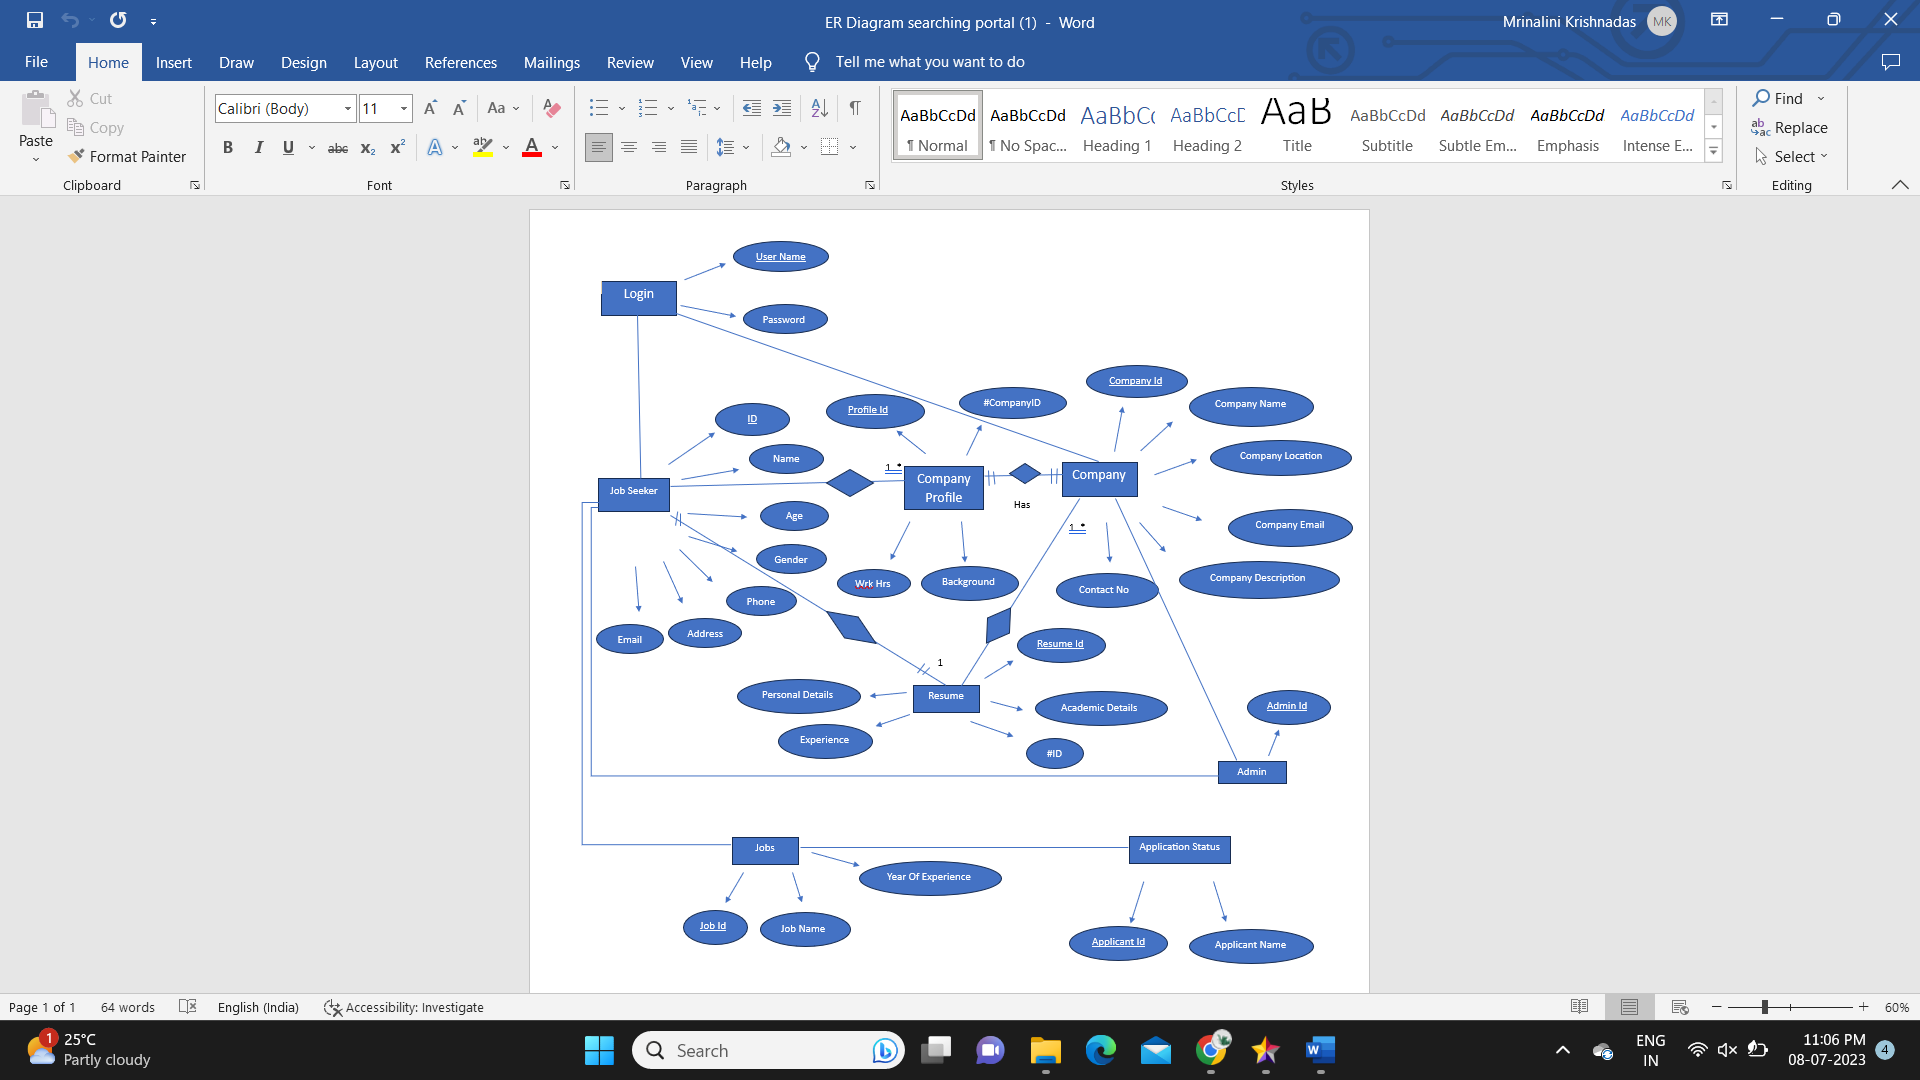 ER Diagram searching portal (1) - Word
Mrinalini Krishnadas
MK
File
Home
Insert
Draw
Design
Layout
References
Mailings
Review
View
Help
Tell me what you want to do
Paste
Cut
Copy
Format Painter
Clipboard
Calibri (Body)
11
Font
Paragraph
AaBbCcDd
¶ Normal
AaBbCcDd
¶ No Spac...
AaBbC
Heading 1
AaBbCcC
Heading 2
AaB
Title
AaBbCcDd
Subtitle
AaBbCcDd
Subtle Em...
AaBbCcDd
Emphasis
AaBbCcDd
Intense E...
Styles
Find
Replace
Select
Editing
User Name
Login
Password
Company Id
#CompanyID
Company Name
Profile Id
ID
Name
Company Location
1..*
Company
Profile
Company
Job Seeker
Has
Age
Company Email
1..*
Gender
Wrk Hrs
Background
Company Description
Contact No
Phone
Email
Address
Resume Id
1
Personal Details
Resume
Academic Details
Admin Id
Experience
#ID
Admin
Jobs
Application Status
Year Of Experience
Job Id
Job Name
Applicant Id
Applicant Name
Page 1 of 1
64 words
English (India)
Accessibility: Investigate
60%
1
25°C
Partly cloudy
Search
ENG
IN
11:06 PM
08-07-2023
4